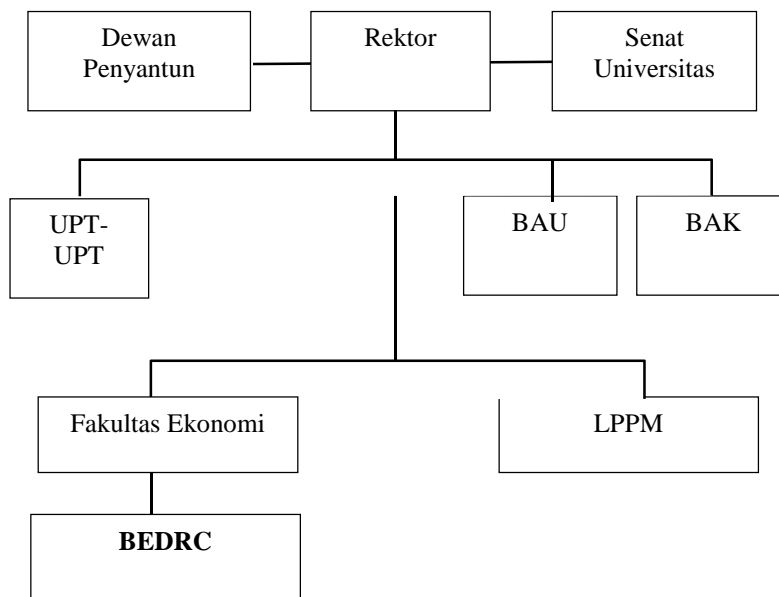 Dewan
Penyantun
Rektor
Senat
Universitas
UPT-
UPT
BAU
BAK
Fakultas Ekonomi
LPPM
BEDRC